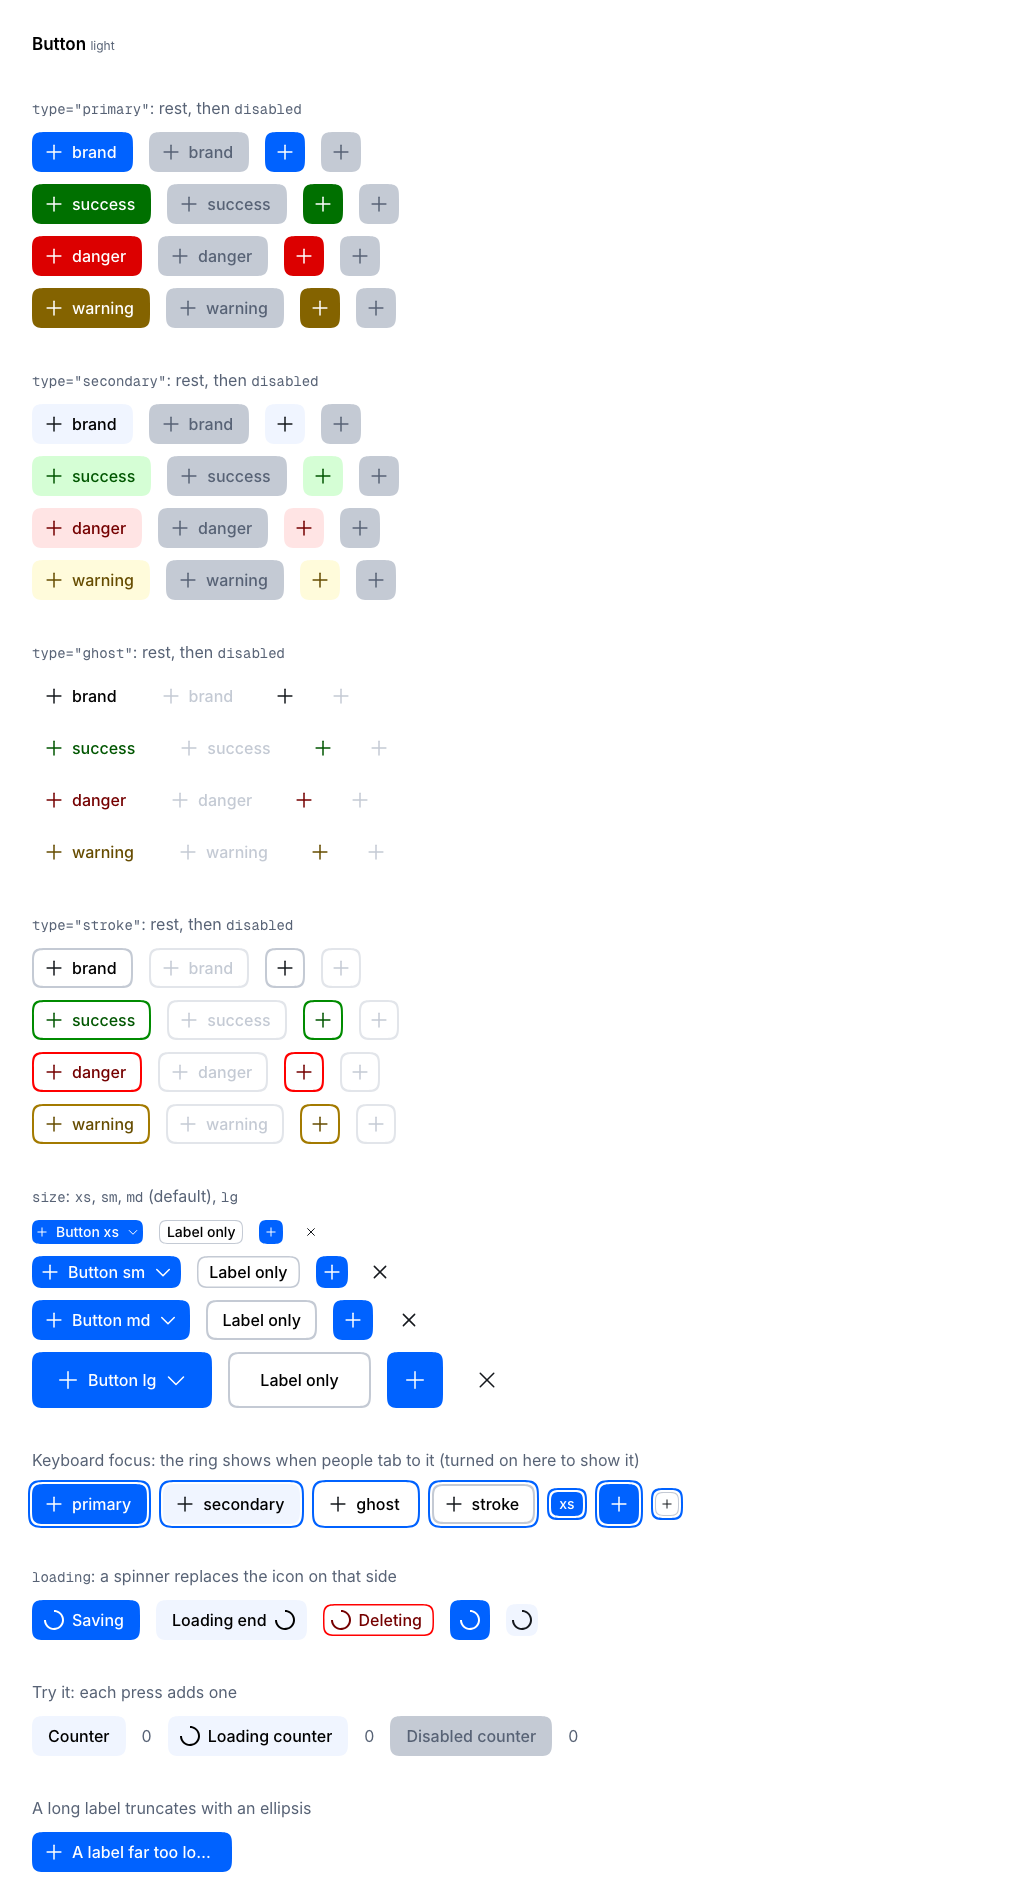 Button light
type="primary": rest, then disabled
brand brand
success success
danger danger
warning warning
type="secondary": rest, then disabled
brand brand
success success
danger danger
warning warning
type="ghost": rest, then disabled
brand brand
success success
danger danger
warning warning
type="stroke": rest, then disabled
brand brand
success success
danger danger
warning warning
size: xs, sm, md (default), lg
Button xs Label only
Button sm Label only
Button md Label only
Button lg Label only
Keyboard focus: the ring shows when people tab to it (turned on here to show it)
primary secondary ghost stroke xs
loading: a spinner replaces the icon on that side
Saving Loading end Deleting
Try it: each press adds one
Counter 0 Loading counter 0 Disabled counter 0
A long label truncates with an ellipsis
A label far too lo...